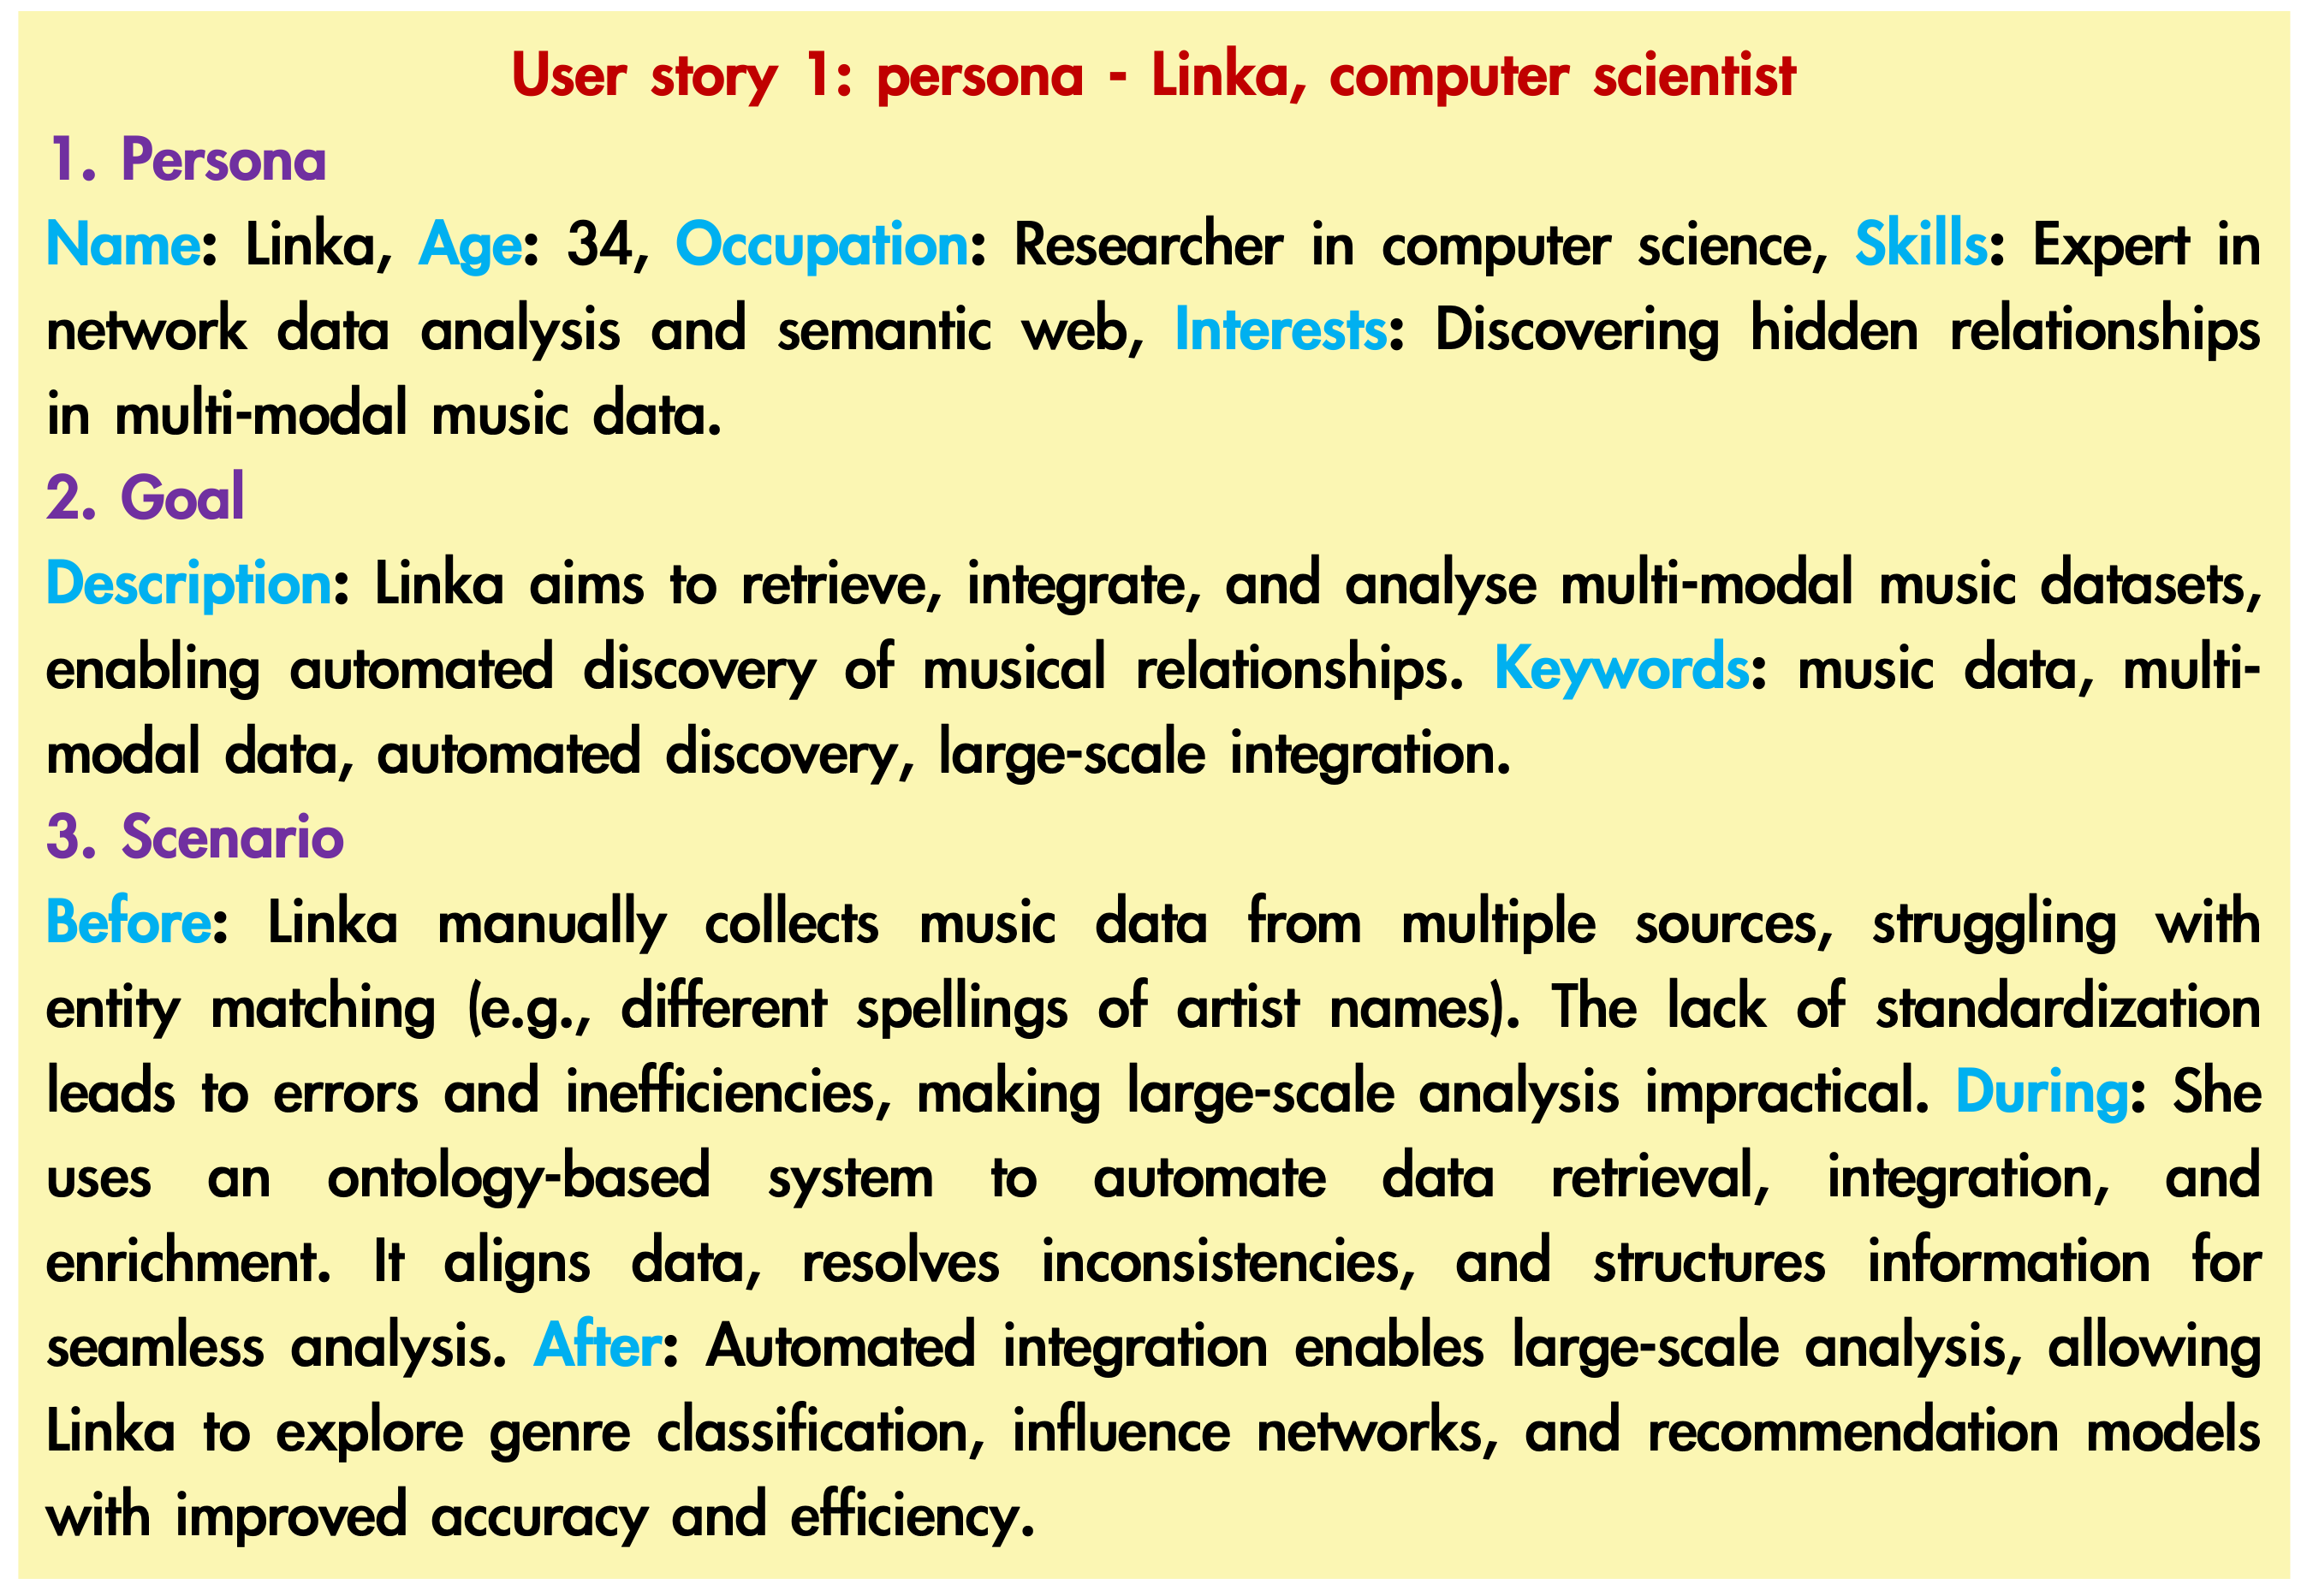 User story 1: persona - Linka, computer scientist
1. Persona
Name: Linka, Age: 34, Occupation: Researcher in computer science, Skills: Expert in
network data analysis and semantic web, Interests: Discovering hidden relationships
in multi-modal music data.
2. Goal
Description: Linka aims to retrieve, integrate, and analyse multi-modal music datasets,
enabling automated discovery of musical relationships. Keywords: music data, multi-
modal data, automated discovery, large-scale integration.
3. Scenario
Before: Linka manually collects music data from multiple sources, struggling with
entity matching (e.g., different spellings of artist names). The lack of standardization
leads to errors and inefficiencies, making large-scale analysis impractical. During: She
uses an ontology-based system to automate data retrieval, integration, and
enrichment. It aligns data, resolves inconsistencies, and structures information for
seamless analysis. After: Automated integration enables large-scale analysis, allowing
Linka to explore genre classification, influence networks, and recommendation models
with improved accuracy and efficiency.